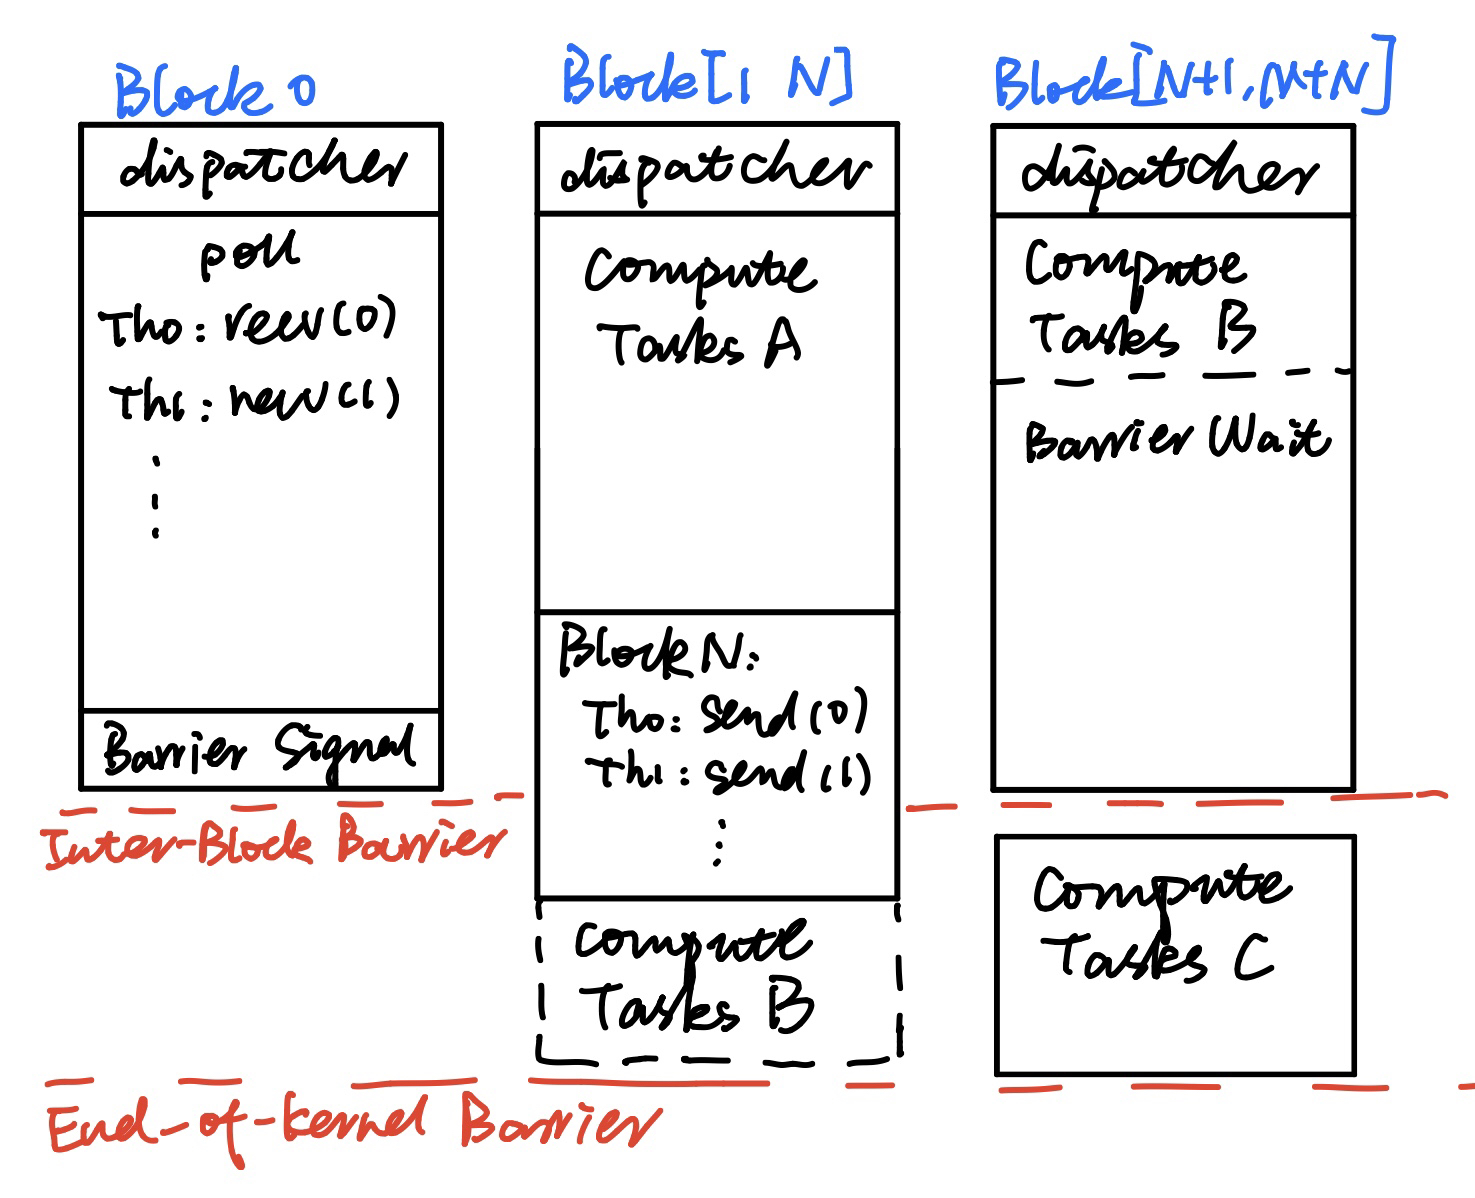 Block 0
dispatcher
poll
Th0: recv(0)
Th1: recv(1)
Barrier Signal
Block[1 N]
dispatcher
Compute
Tasks A
Block N:
Th0: send(0)
Th1: send(1)
Compute
Tasks B
Block[N+1, M+N]
dispatcher
Compute
Tasks B
Barrier Wait
Compute
Tasks C
Inter-Block Barrier
End-of-kernel Barrier